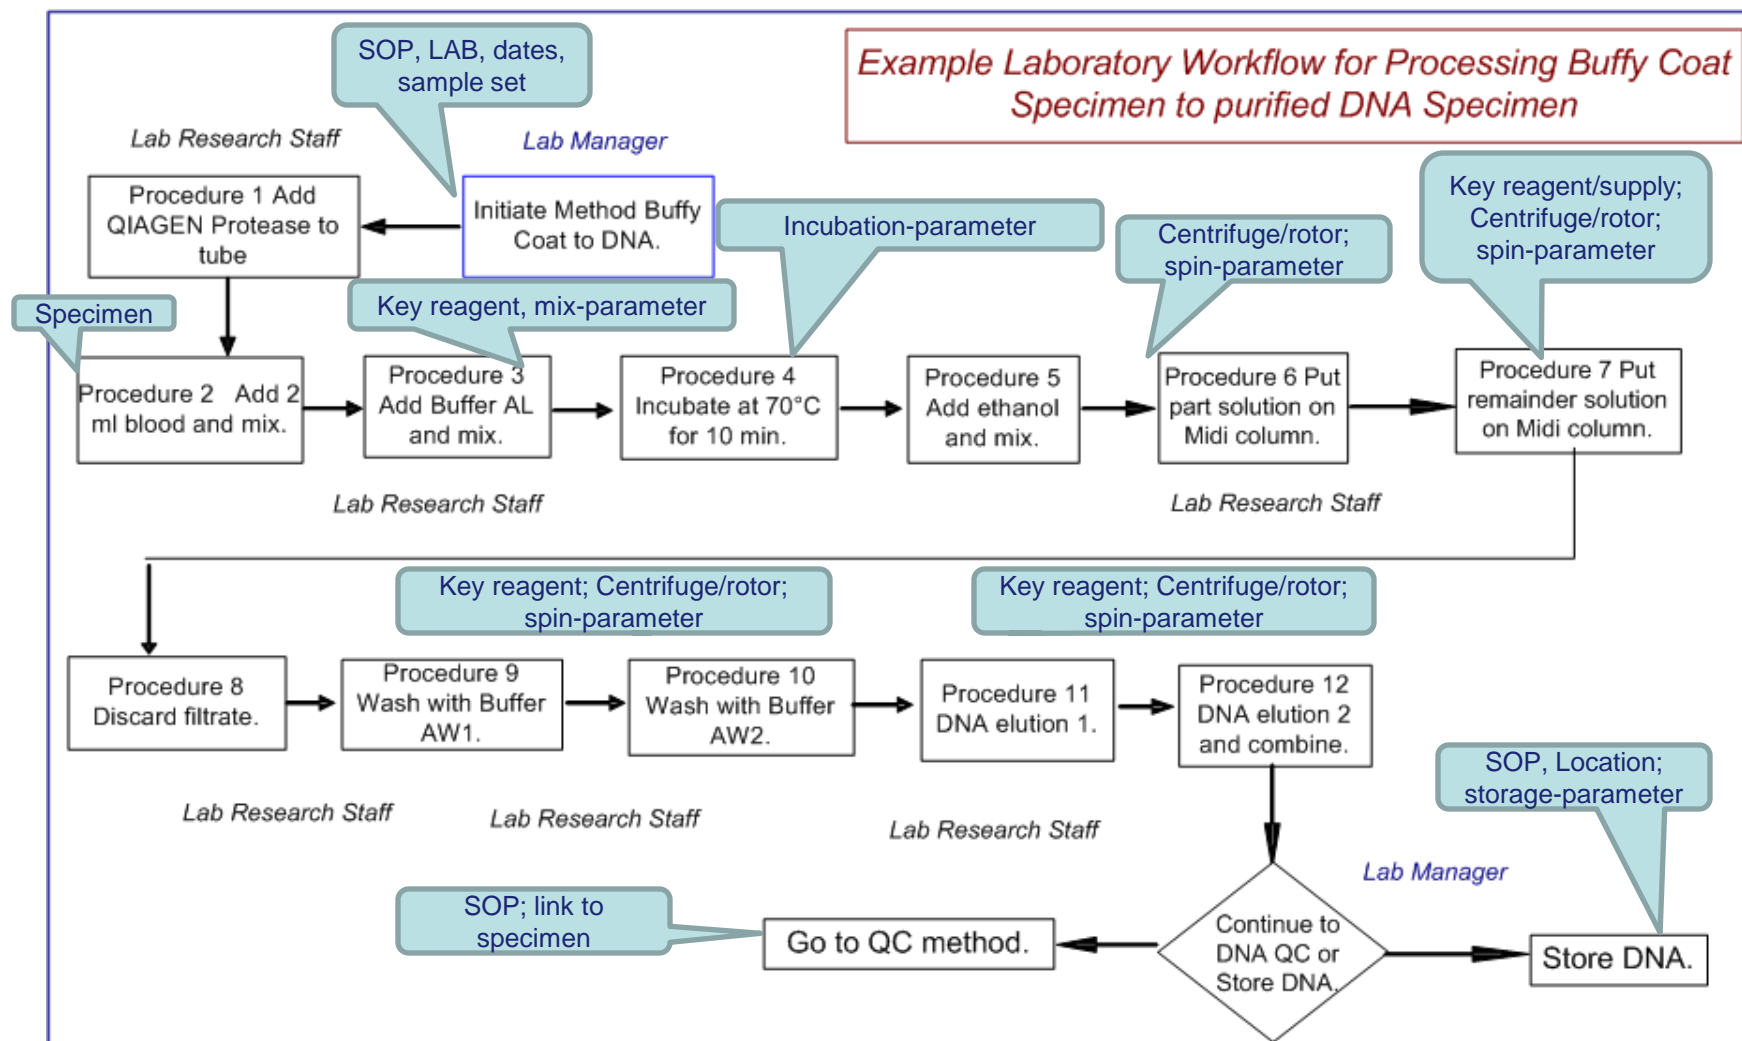 SOP, LAB, dates,
sample set
Example Laboratory Workflow for Processing Buffy Coat
Specimen to purified DNA Specimen
Lab Research Staff
Lab Manager
Procedure 1 Add
QIAGEN Protease to
tube
Initiate Method Buffy
Coat to DNA.
Incubation-parameter
Centrifuge/rotor;
spin-parameter
Key reagent/supply;
Centrifuge/rotor;
spin-parameter
Specimen
Key reagent, mix-parameter
Procedure 2 Add 2
ml blood and mix.
Procedure 3
Add Buffer AL
and mix.
Procedure 4
Incubate at 70°C
for 10 min.
Procedure 5
Add ethanol
and mix.
Procedure 6 Put
part solution on
Midi column.
Procedure 7 Put
remainder solution
on Midi column.
Lab Research Staff
Lab Research Staff
Key reagent; Centrifuge/rotor;
spin-parameter
Key reagent; Centrifuge/rotor;
spin-parameter
Procedure 8
Discard filtrate.
Procedure 9
Wash with Buffer
AW1.
Procedure 10
Wash with Buffer
AW2.
Procedure 11
DNA elution 1.
Procedure 12
DNA elution 2
and combine.
SOP, Location;
storage-parameter
Lab Research Staff
Lab Research Staff
Lab Research Staff
Lab Manager
SOP; link to
specimen
Go to QC method.
Continue to
DNA QC or
Store DNA.
Store DNA.